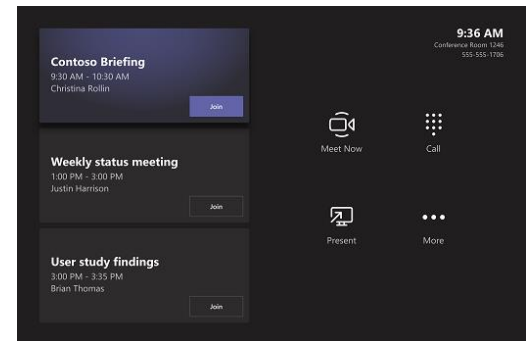 Contoso Briefing
9:30 AM - 10:30 AM
Christina Rollin
Join
Weekly status meeting
1:00 PM - 3:00 PM
Justin Harrison
Join
User study findings
3:00 PM - 3:35 PM
Brian Thomas
Join
9:36 AM
Conference Room 1246
555-555-1786
Meet Now
Call
Present
More